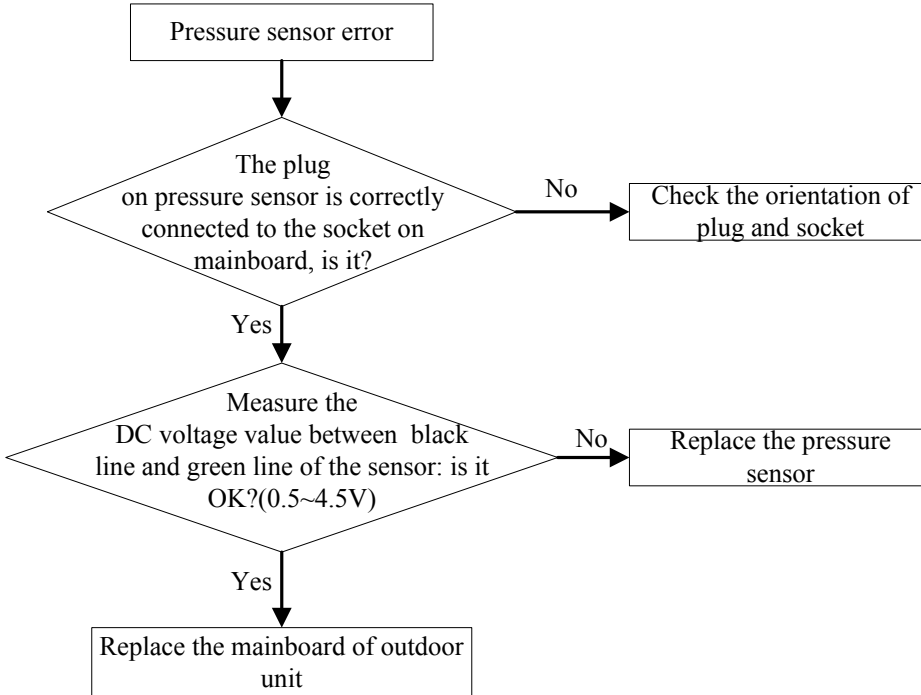 Pressure sensor error
The plug
on pressure sensor is correctly
connected to the socket on
mainboard, is it?
No
Check the orientation of
plug and socket
Yes
Measure the
DC voltage value between black
line and green line of the sensor: is it
OK?(0.5~4.5V)
No
Replace the pressure
sensor
Yes
Replace the mainboard of outdoor
unit